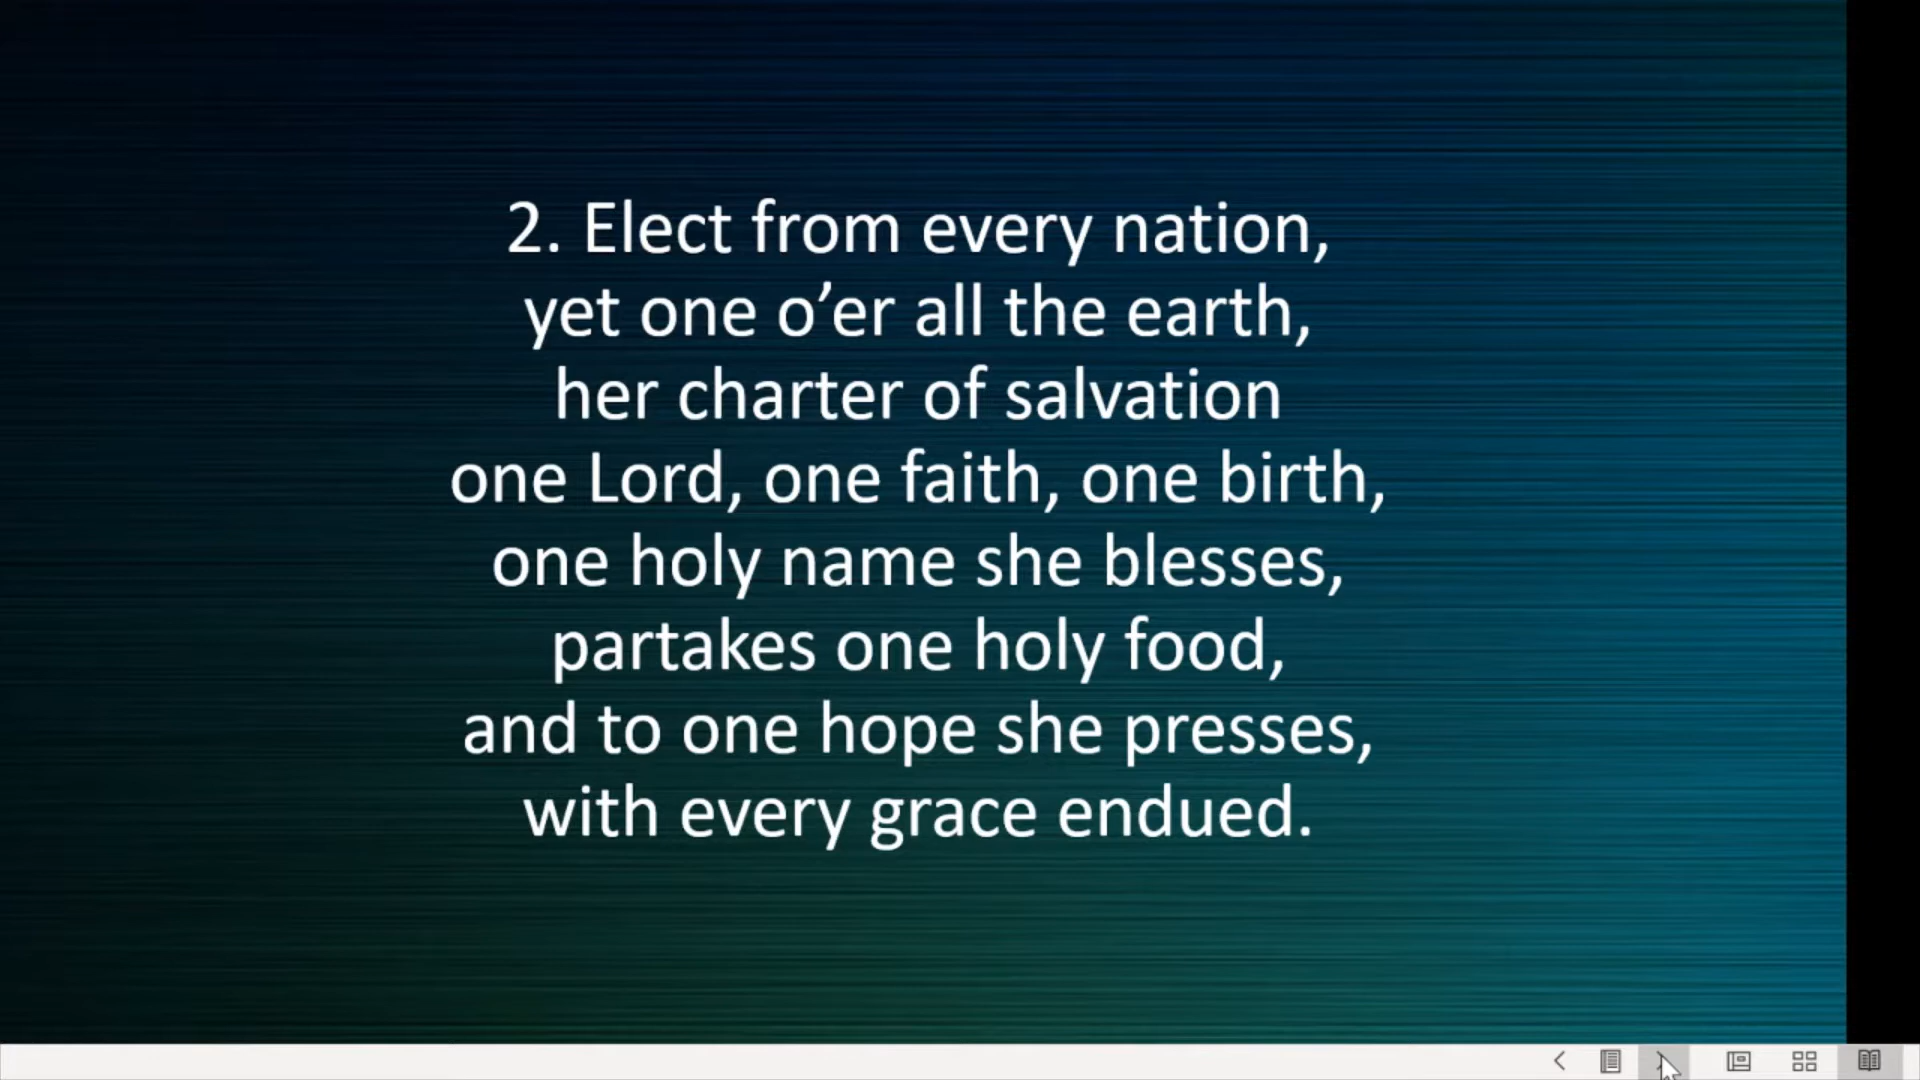 2. Elect from every nation,
yet one o’er all the earth,
her charter of salvation
one Lord, one faith, one birth,
one holy name she blesses,
partakes one holy food,
and to one hope she presses,
with every grace endued.